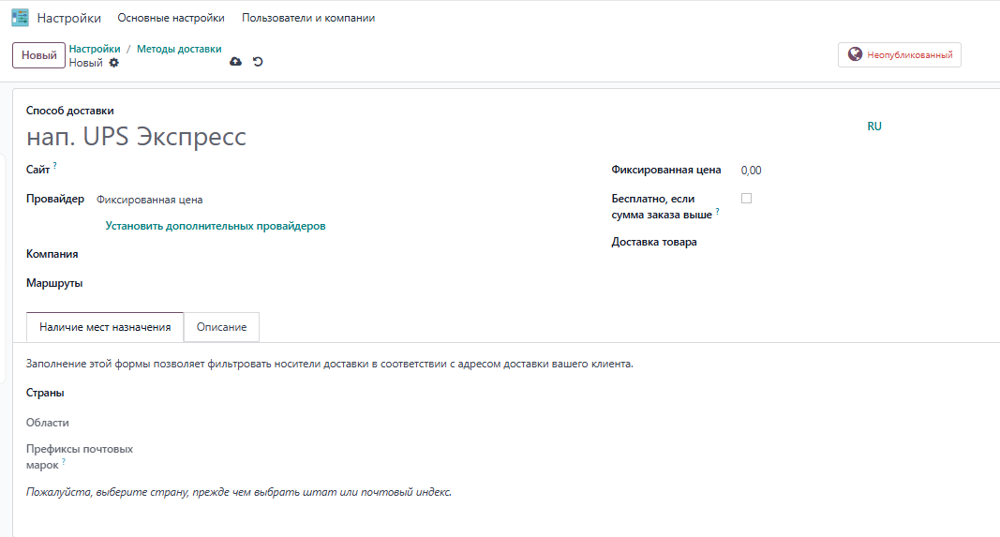 Настройки Основные настройки Пользователи и компании
Новый Настройки / Методы доставки
Новый
Неопубликованный
Способ доставки
нап. UPS Экспресс
RU
Сайт ?
Фиксированная цена 0,00
Провайдер Фиксированная цена
Бесплатно, если
сумма заказа выше ?
Установить дополнительных провайдеров
Доставка товара
Компания
Маршруты
Наличие мест назначения Описание
Заполнение этой формы позволяет фильтровать носители доставки в соответствии с адресом доставки вашего клиента.
Страны
Области
Префиксы почтовых
марок ?
Пожалуйста, выберите страну, прежде чем выбрать штат или почтовый индекс.